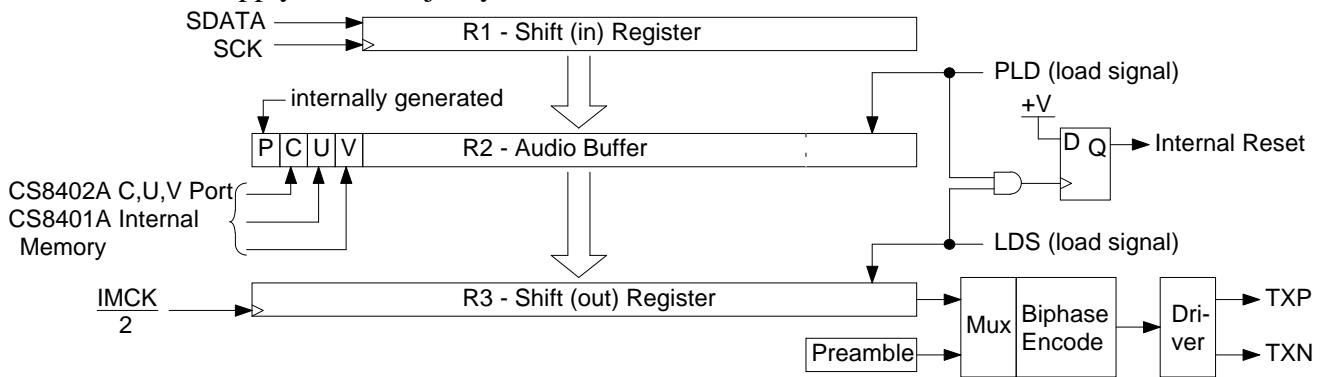 SDATA
SCK
R1 - Shift (in) Register
internally generated
PLD (load signal)
+V
P C U V
R2 - Audio Buffer
D Q
Internal Reset
CS8402A C,U,V Port
CS8401A Internal
Memory
LDS (load signal)
IMCK
2
R3 - Shift (out) Register
Mux
Biphase
Encode
Dri-
ver
TXP
TXN
Preamble